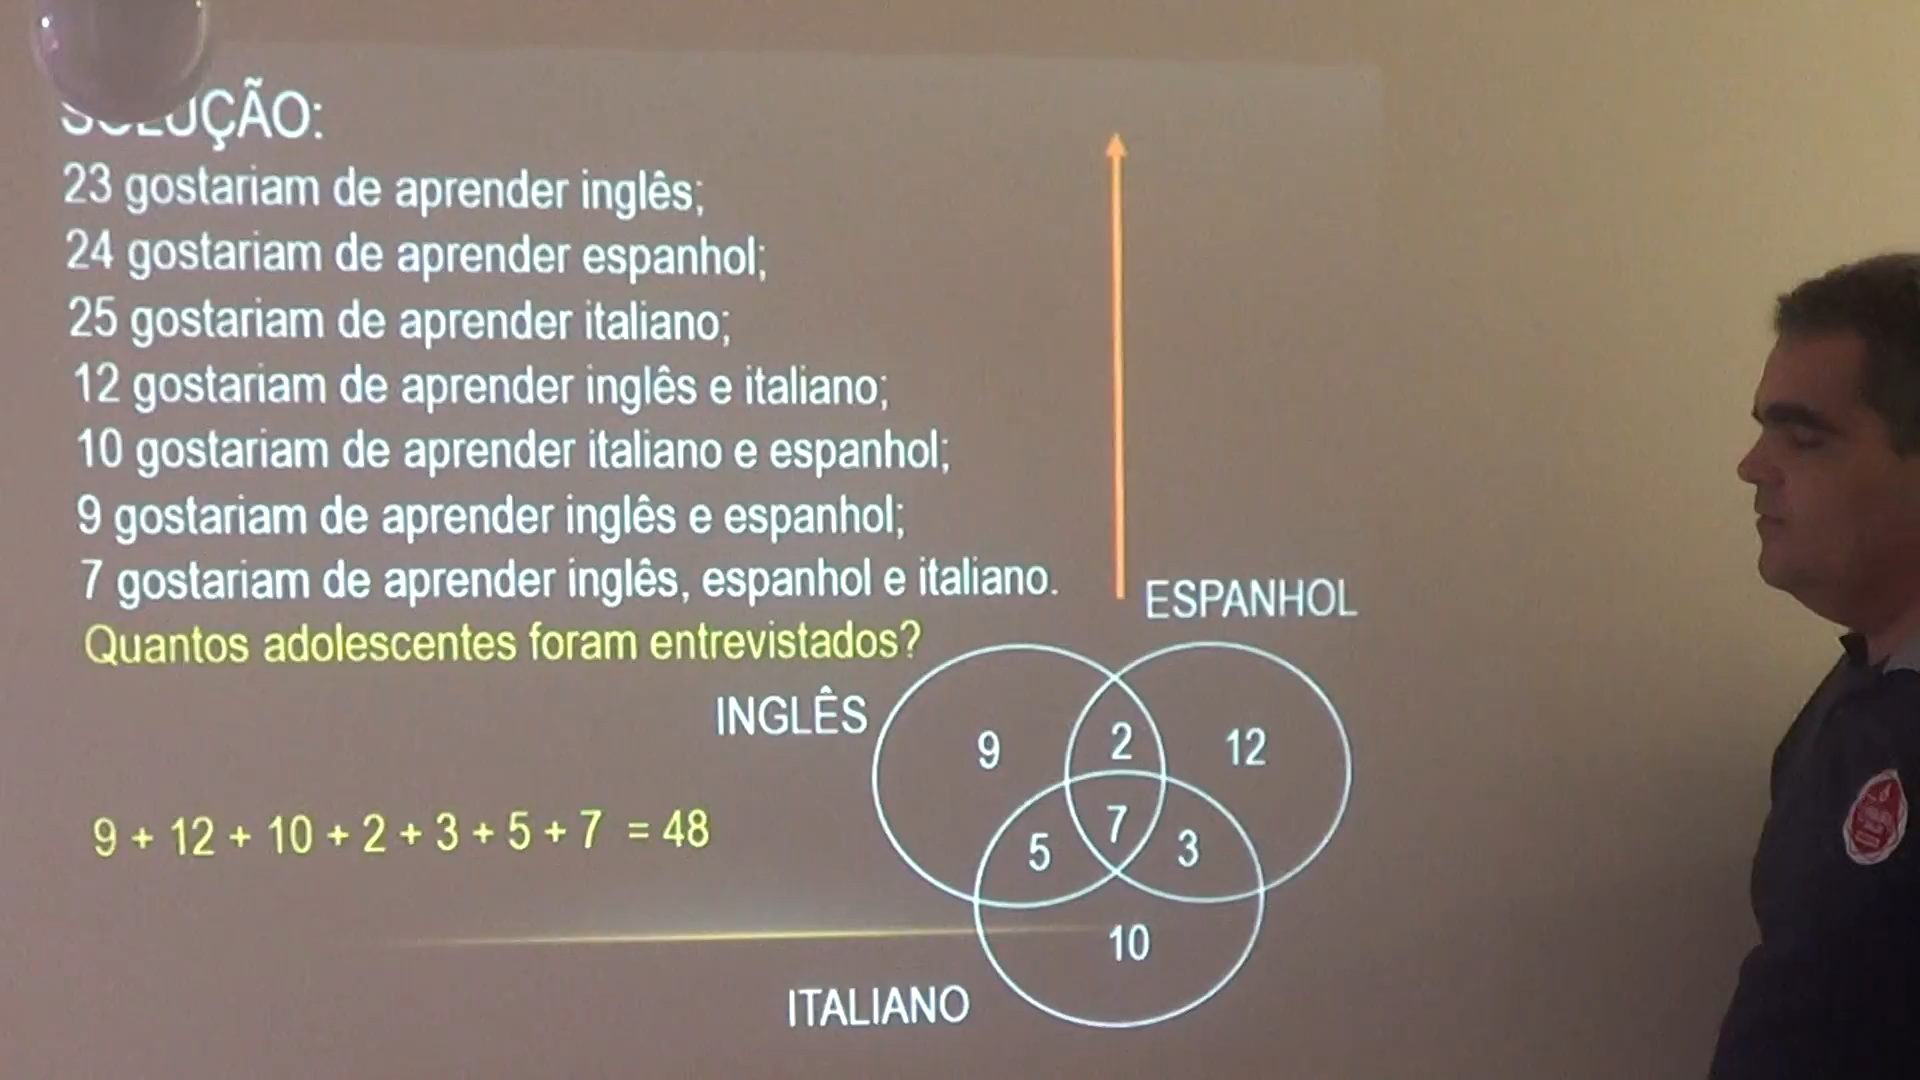 SOLUÇÃO:
23 gostariam de aprender inglês;
24 gostariam de aprender espanhol;
25 gostariam de aprender italiano;
12 gostariam de aprender inglês e italiano;
10 gostariam de aprender italiano e espanhol;
9 gostariam de aprender inglês e espanhol;
7 gostariam de aprender inglês, espanhol e italiano.
Quantos adolescentes foram entrevistados?
ESPANHOL
INGLÊS
9 2 12
9 + 12 + 10 + 2 + 3 + 5 + 7 = 48
5 7 3
10
ITALIANO